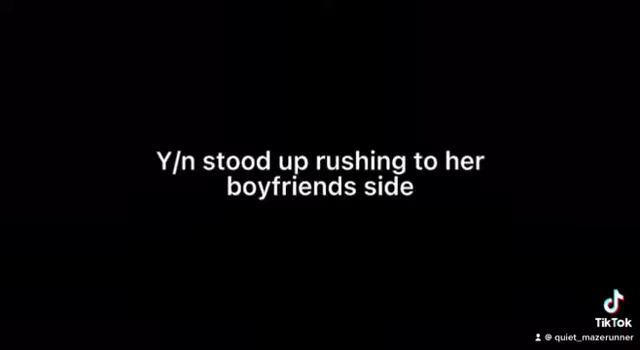 Y/n stood up rushing to her
boyfriends side
TikTok
@ quiet_mazerunner